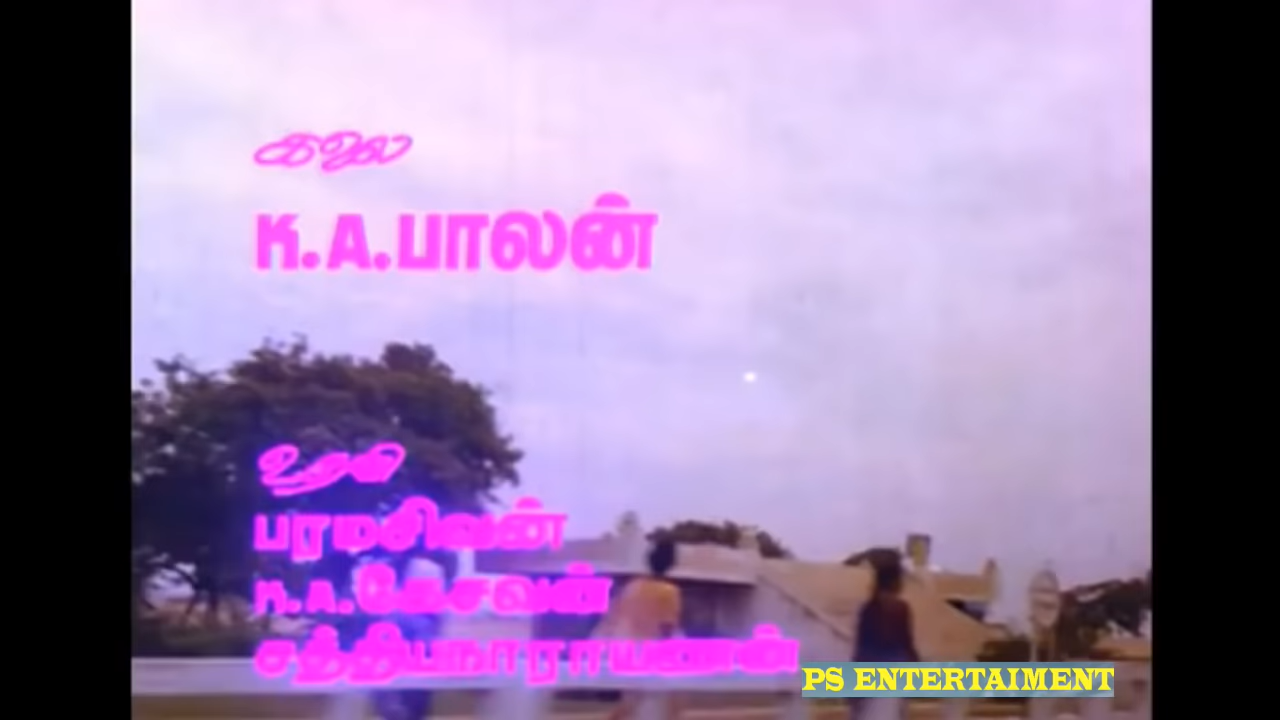 கலை
K.A.பாலன்
உதவி
பரமசிவன்
K.A.கேசவன்
சத்தியநாராயணன்
PS ENTERTAIMENT